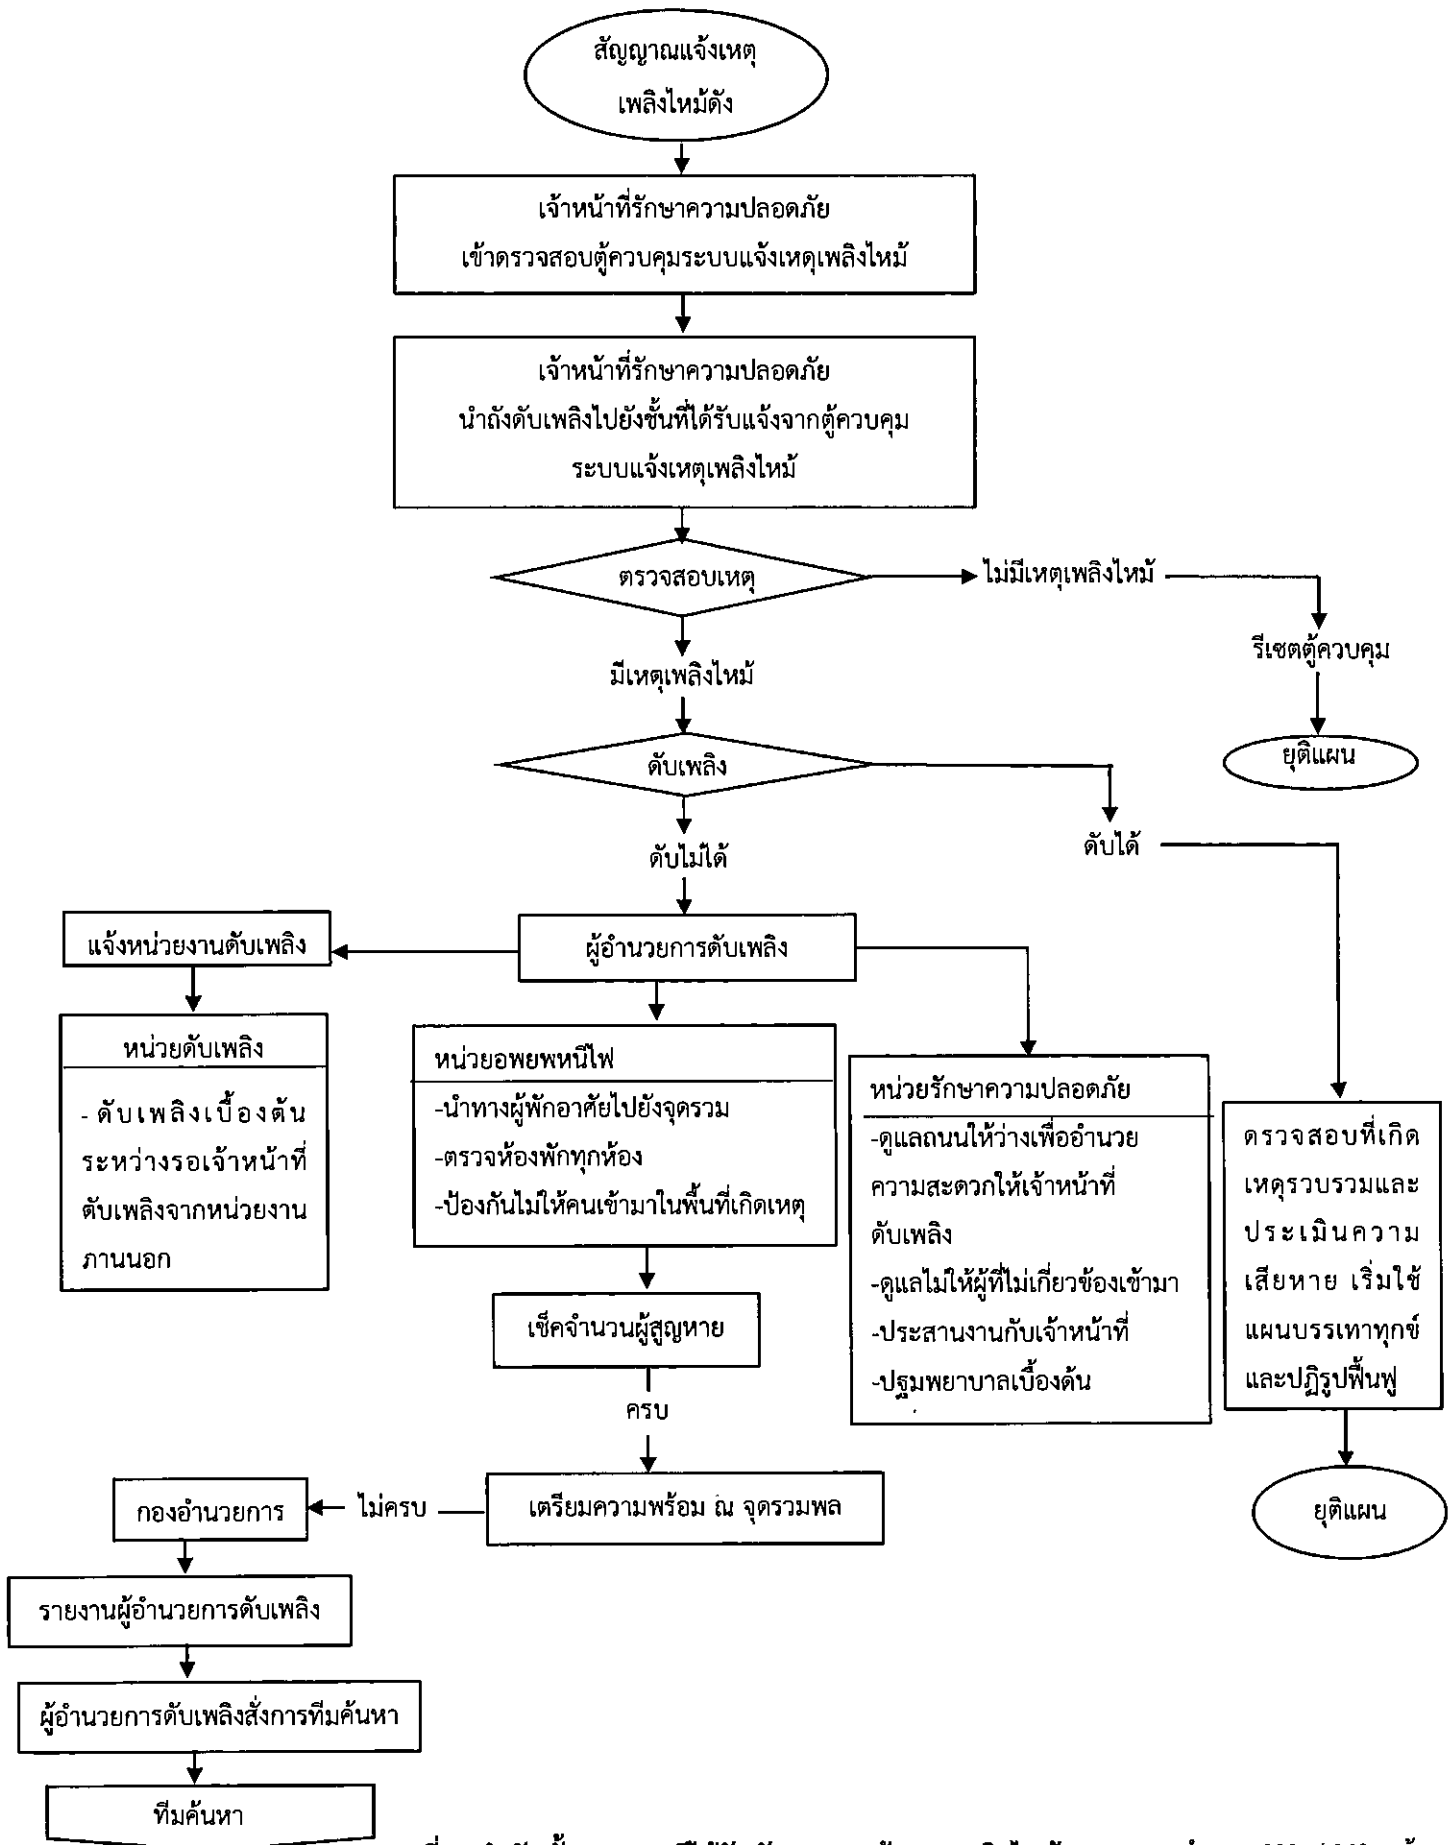 สัญญาณแจ้งเหตุ
เพลิงไหม้ดัง
เจ้าหน้าที่รักษาความปลอดภัย
เข้าตรวจสอบตู้ควบคุมระบบแจ้งเหตุเพลิงไหม้
เจ้าหน้าที่รักษาความปลอดภัย
นำถังดับเพลิงไปยังชั้นที่ได้รับแจ้งจากตู้ควบคุม
ระบบแจ้งเหตุเพลิงไหม้
ตรวจสอบเหตุ
ไม่มีเหตุเพลิงไหม้
รีเซตตู้ควบคุม
ยุติแผน
มีเหตุเพลิงไหม้
ดับเพลิง
ดับได้
ดับไม่ได้
แจ้งหน่วยงานดับเพลิง
ผู้อำนวยการดับเพลิง
หน่วยดับเพลิง
- ดับเพลิงเบื้องต้น
ระหว่างรอเจ้าหน้าที่
ดับเพลิงจากหน่วยงาน
ภานนอก
หน่วยอพยพหนีไฟ
-นำทางผู้พักอาศัยไปยังจุดรวม
-ตรวจห้องพักทุกห้อง
-ป้องกันไม่ให้คนเข้ามาในพื้นที่เกิดเหตุ
หน่วยรักษาความปลอดภัย
-ดูแลถนนให้ว่างเพื่ออำนวย
ความสะดวกให้เจ้าหน้าที่
ดับเพลิง
-ดูแลไม่ให้ผู้ที่ไม่เกี่ยวข้องเข้ามา
-ประสานงานกับเจ้าหน้าที่
-ปฐมพยาบาลเบื้องต้น
ตรวจสอบที่เกิด
เหตุรวบรวมและ
ประเมินความ
เสียหาย เริ่มใช้
แผนบรรเทาทุกข์
และปฏิรูปฟื้นฟู
เช็คจำนวนผู้สูญหาย
ครบ
กองอำนวยการ
ไม่ครบ
เตรียมความพร้อม ณ จุดรวมพล
ยุติแผน
รายงานผู้อำนวยการดับเพลิง
ผู้อำนวยการดับเพลิงสั่งการทีมค้นหา
ทีมค้นหา